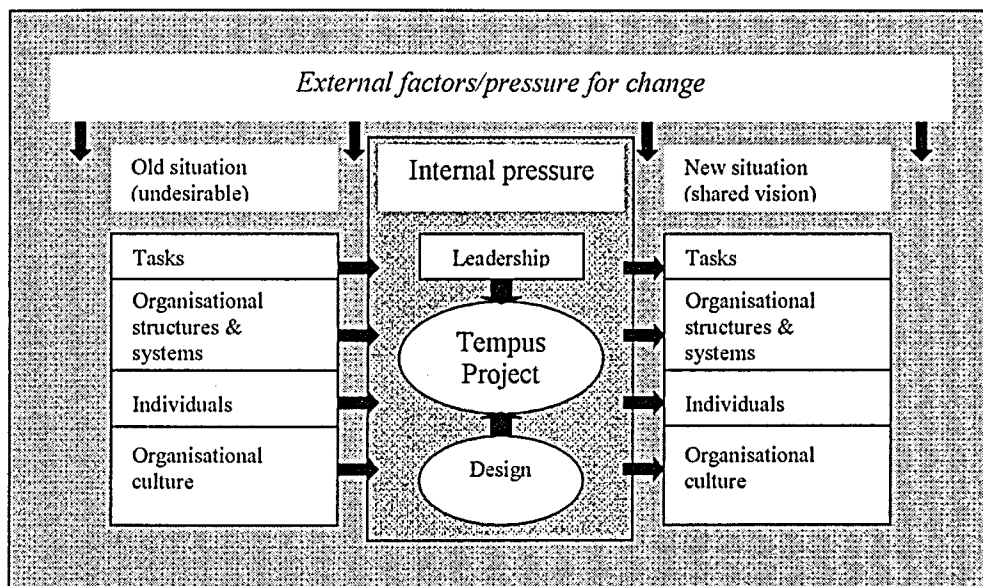 External factors/pressure for change
Old situation
(undesirable)
Internal pressure
New situation
(shared vision)
Tasks
Organisational
structures &
systems
Individuals
Organisational
culture
Leadership
Tempus
Project
Design
Tasks
Organisational
structures &
systems
Individuals
Organisational
culture